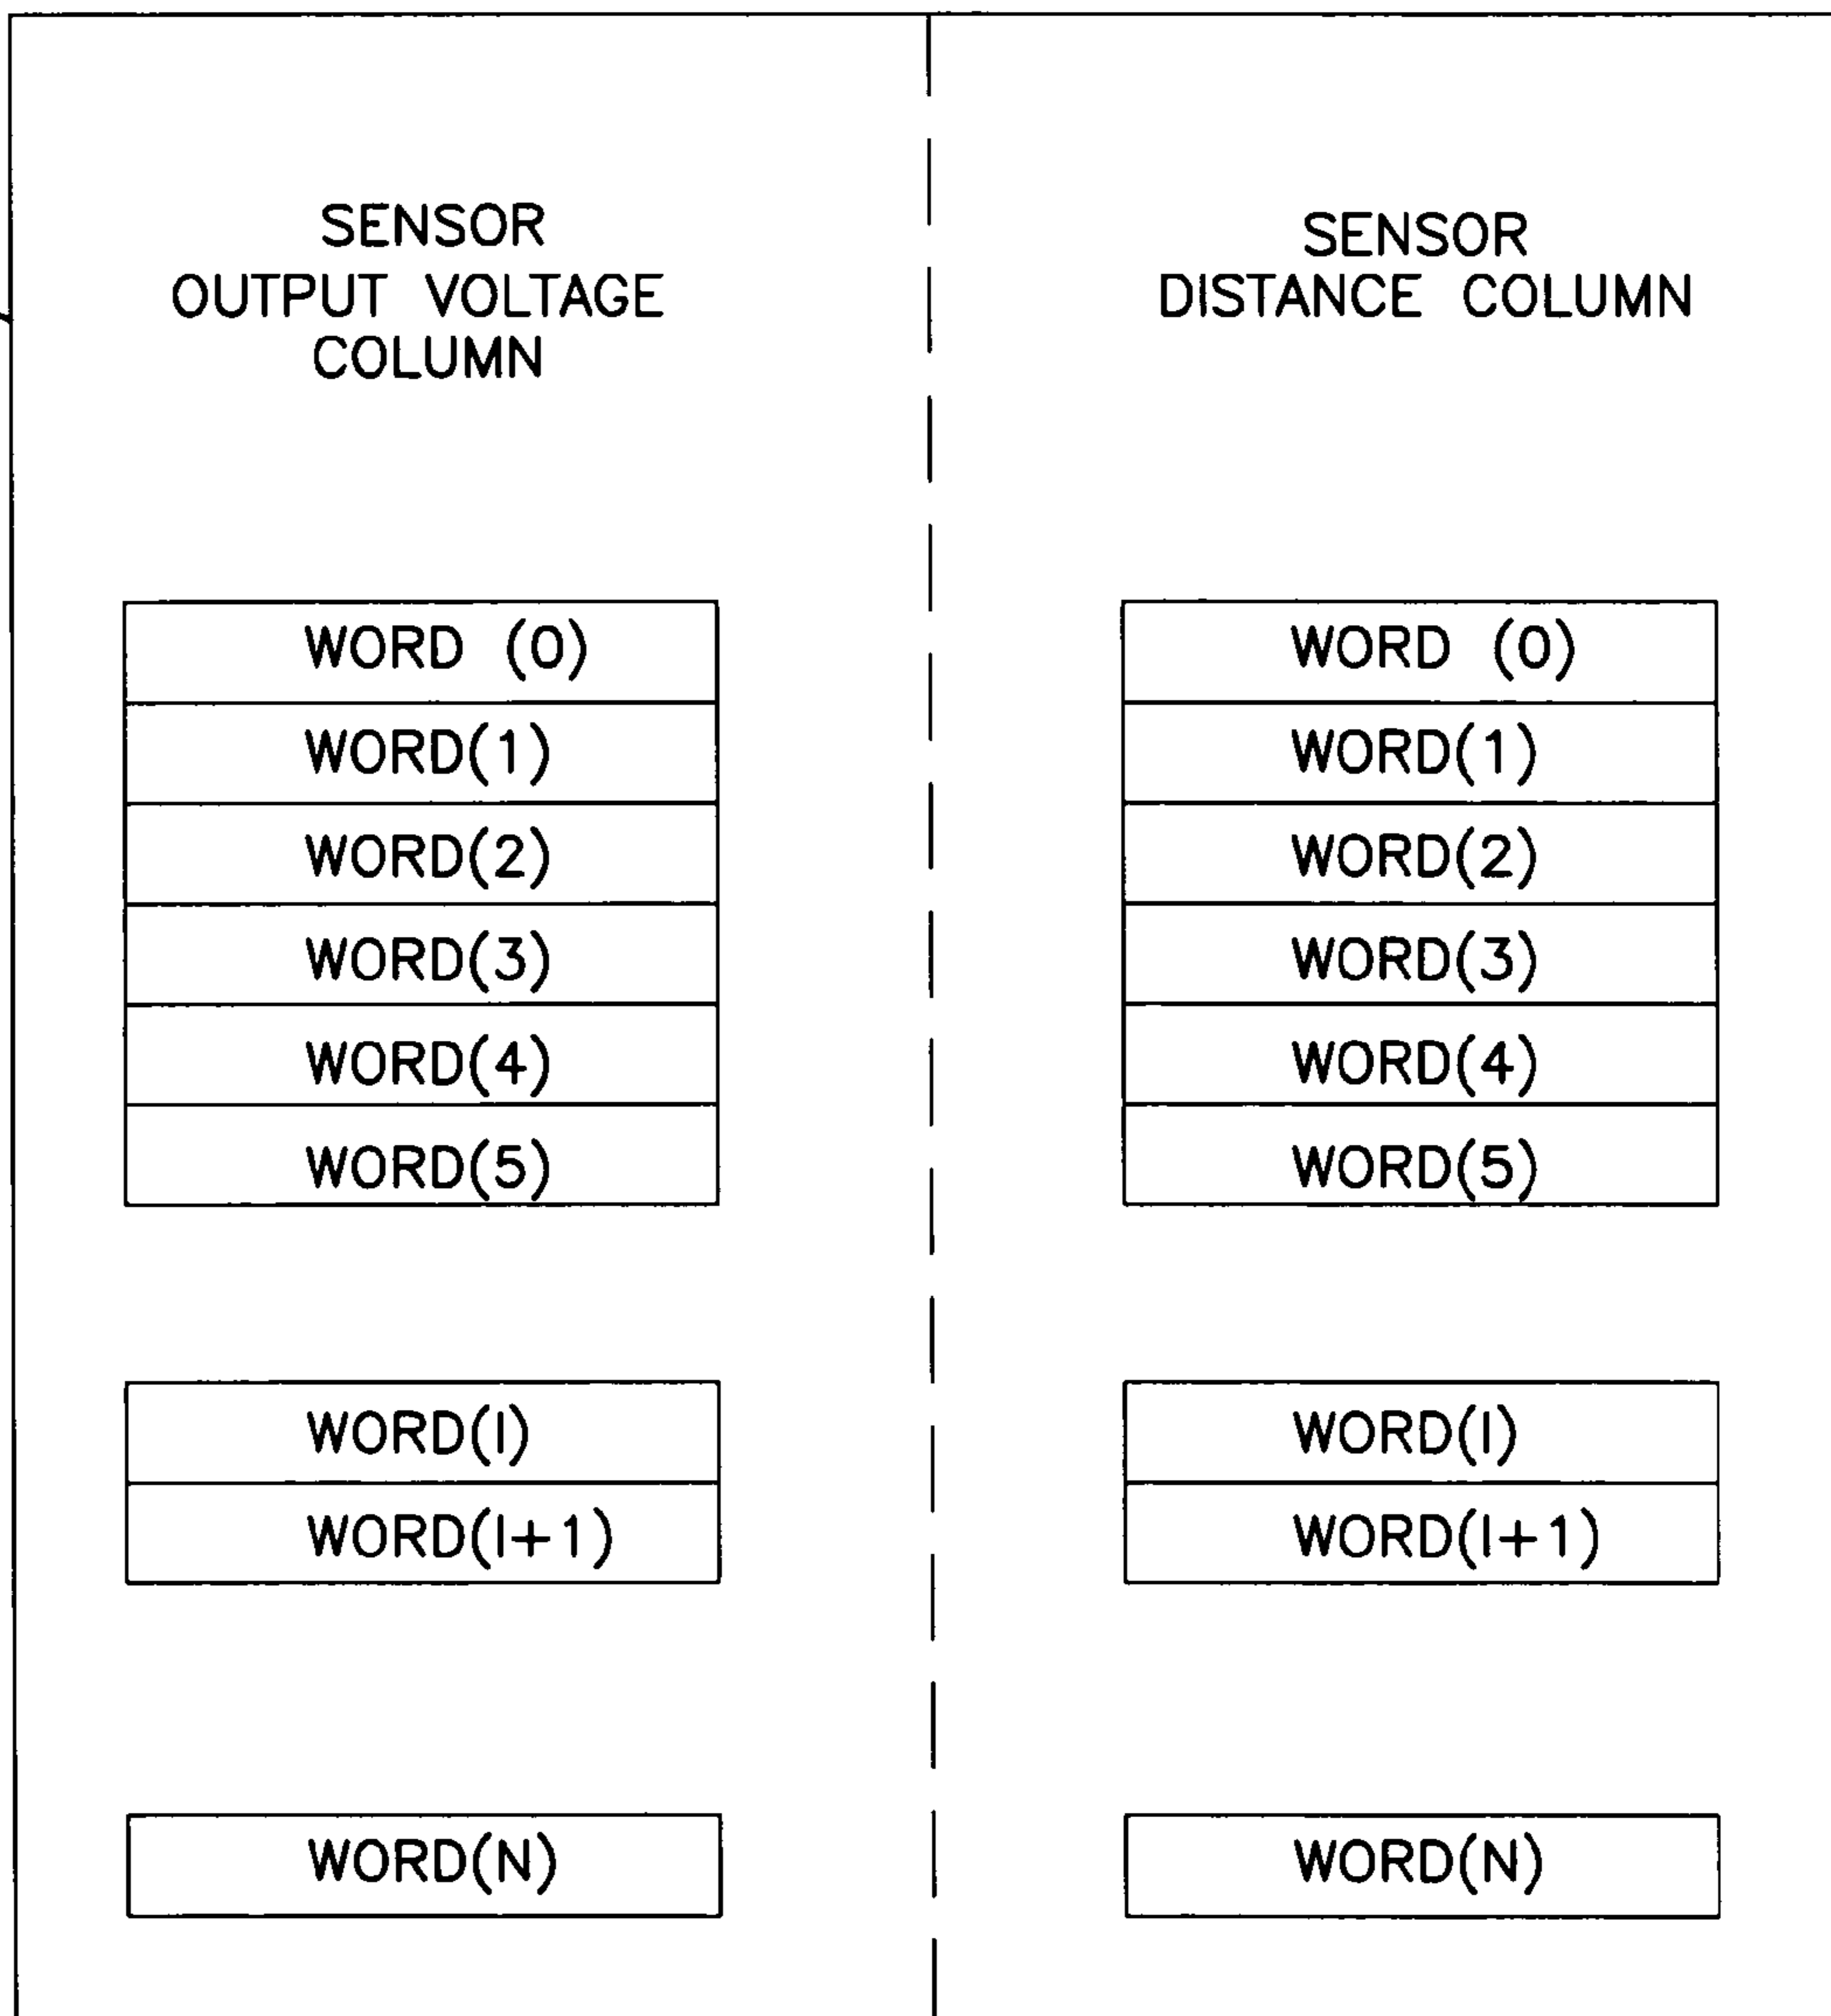 SENSOR
OUTPUT VOLTAGE
COLUMN
WORD (0)
WORD(1)
WORD(2)
WORD(3)
WORD(4)
WORD(5)
WORD(I)
WORD(I+1)
WORD(N)
SENSOR
DISTANCE COLUMN
WORD (0)
WORD(1)
WORD(2)
WORD(3)
WORD(4)
WORD(5)
WORD(I)
WORD(I+1)
WORD(N)